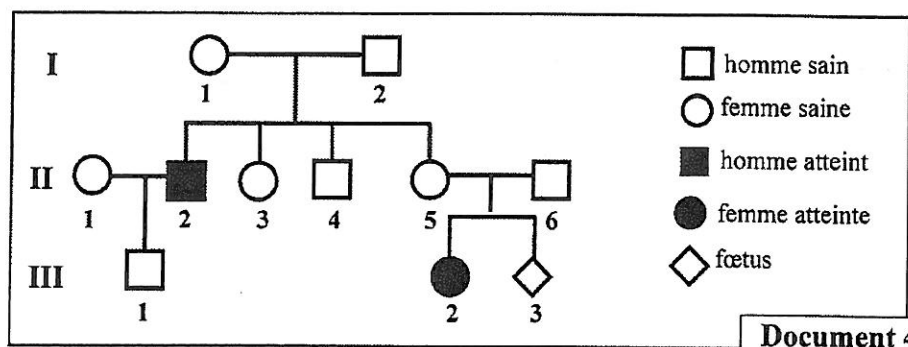 I
1
2
II
1
2
3
4
5
6
III
1
2
3
homme sain
femme saine
homme atteint
femme atteinte
fœtus
Document 4